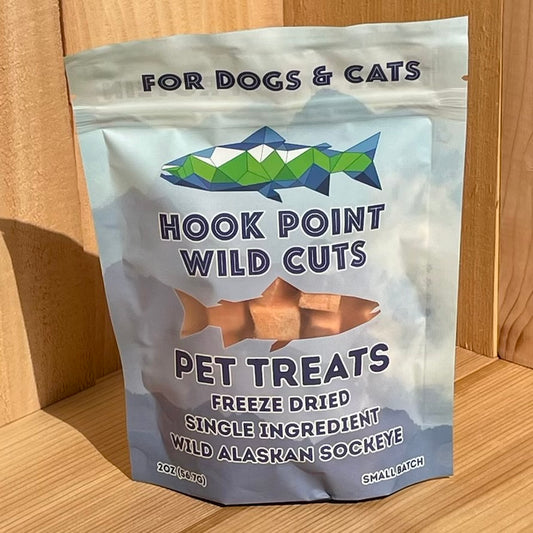 FOR DOGS & CATS
HOOK POINT
WILD CUTS
PET TREATS
FREEZE DRIED
SINGLE INGREDIENT
WILD ALASKAN SOCKEYE
2OZ (56.7G)
SMALL BATCH